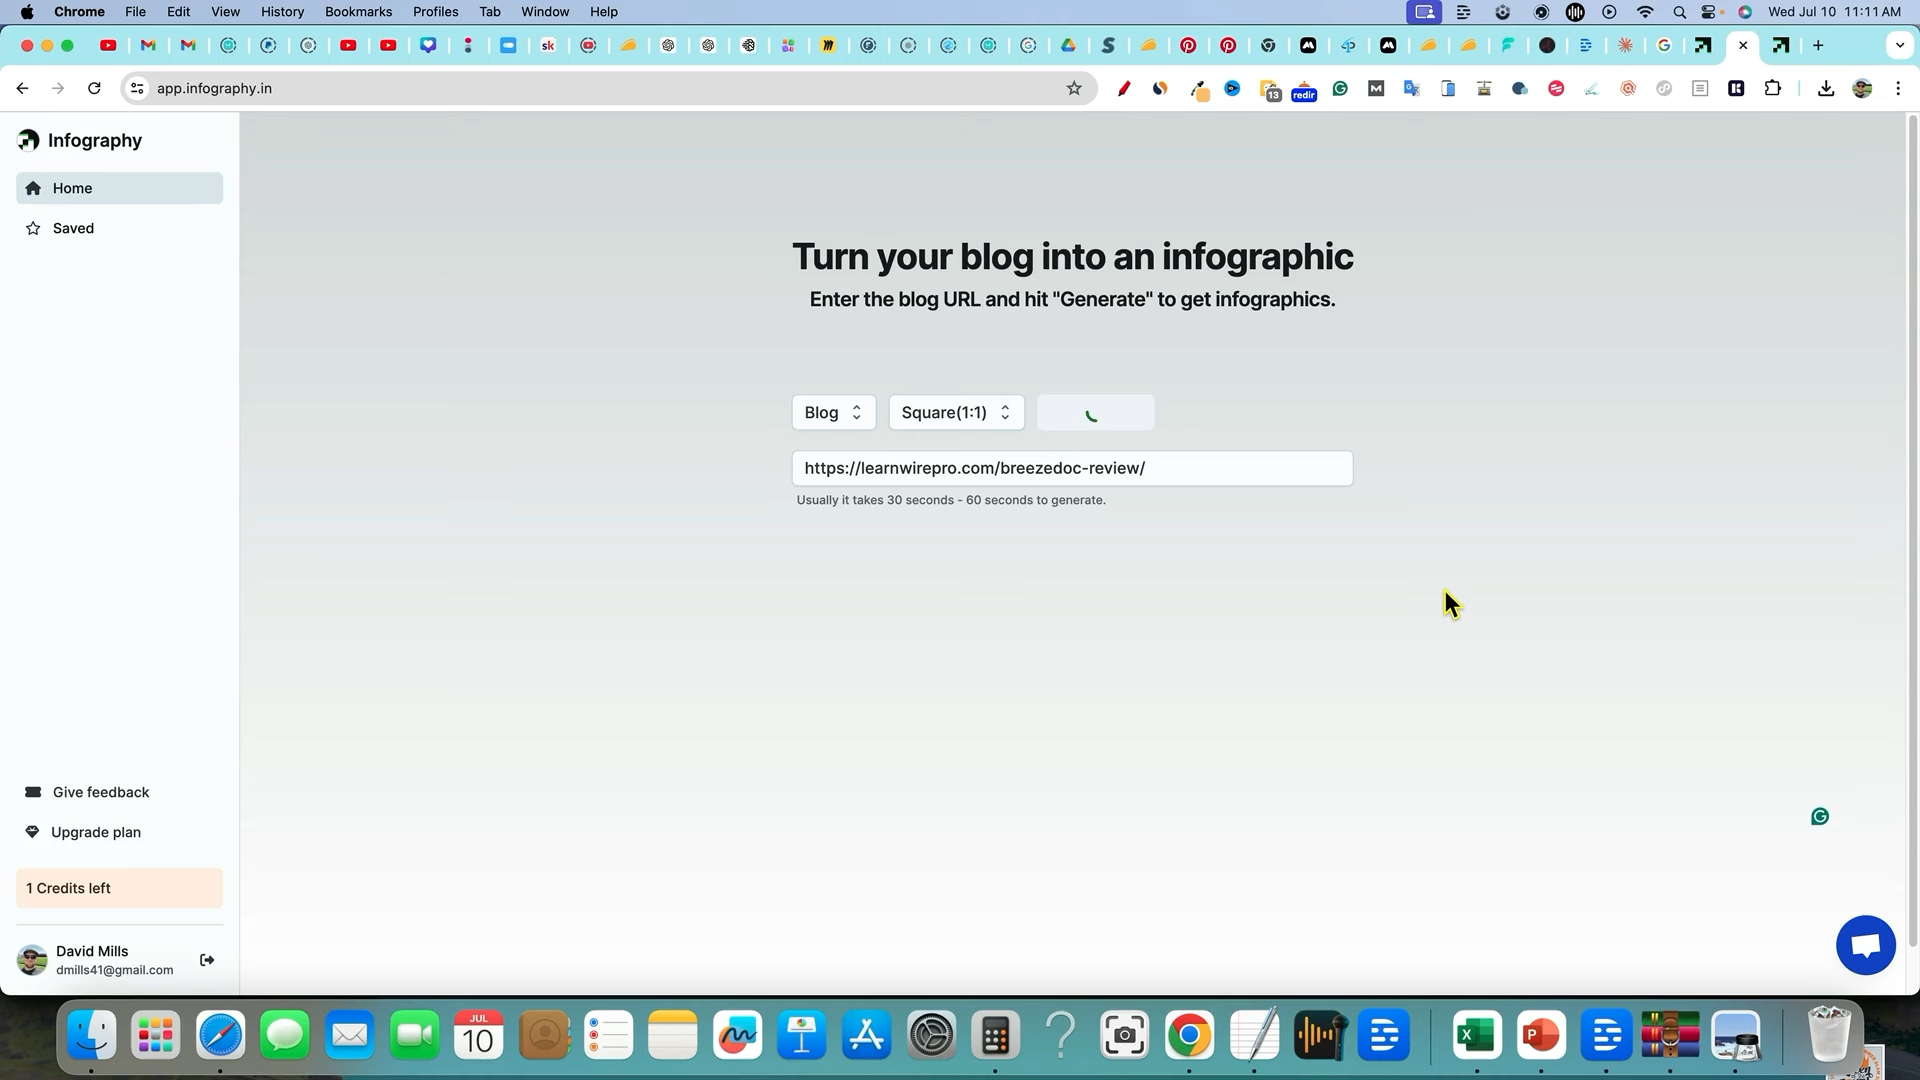 Chrome File Edit View History Bookmarks Profiles Tab Window Help Wed Jul 10 11:11 AM
sk
app.infography.in
13
redir
Infography
Home
Saved
Turn your blog into an infographic
Enter the blog URL and hit "Generate" to get infographics.
Blog
Square(1:1)
https://learnwirepro.com/breezedoc-review/
Usually it takes 30 seconds - 60 seconds to generate.
Give feedback
Upgrade plan
1 Credits left
David Mills
dmills41@gmail.com
JUL
10